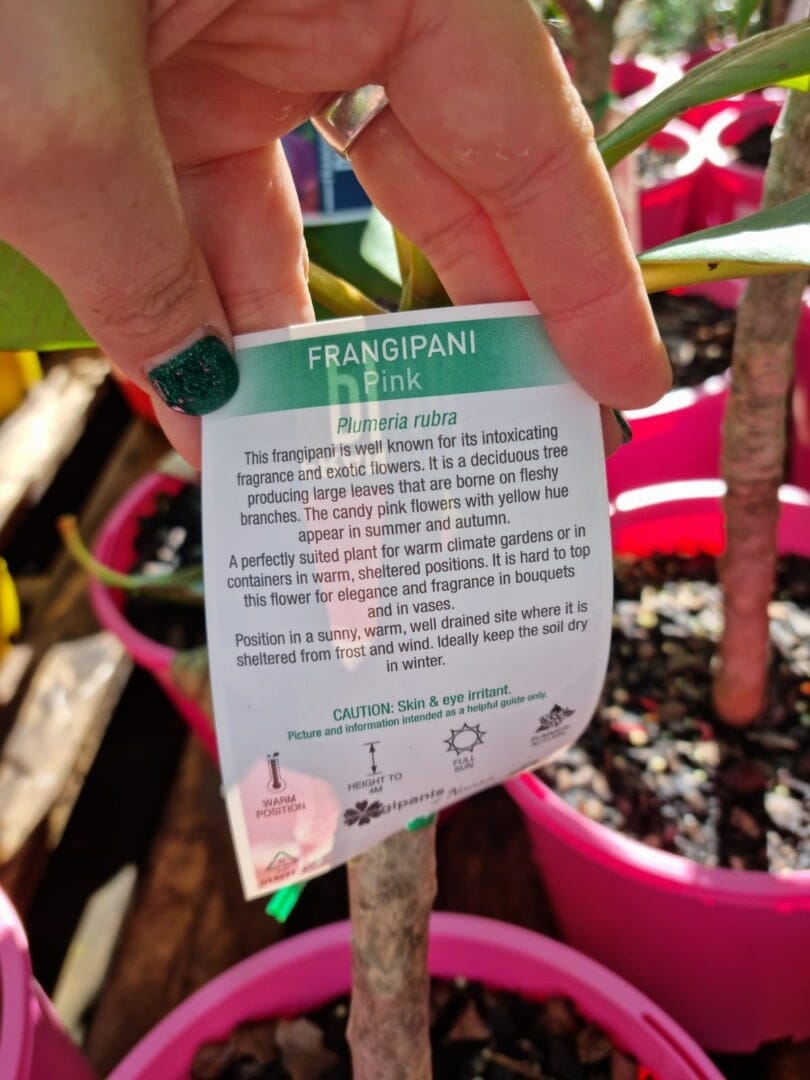 FRANGIPANI
Pink
Plumeria rubra
This frangipani is well known for its intoxicating
fragrance and exotic flowers. It is a deciduous tree
producing large leaves that are borne on fleshy
branches. The candy pink flowers with yellow hue
appear in summer and autumn.
A perfectly suited plant for warm climate gardens or in
containers in warm, sheltered positions. It is hard to top
this flower for elegance and fragrance in bouquets
and in vases.
Position in a sunny, warm, well drained site where it is
sheltered from frost and wind. Ideally keep the soil dry
in winter.
CAUTION: Skin & eye irritant.
Picture and information intended as a helpful guide only.
WARM
POSITION
HEIGHT TO
4M
FULL
SUN
SUMMER
AUTUMN